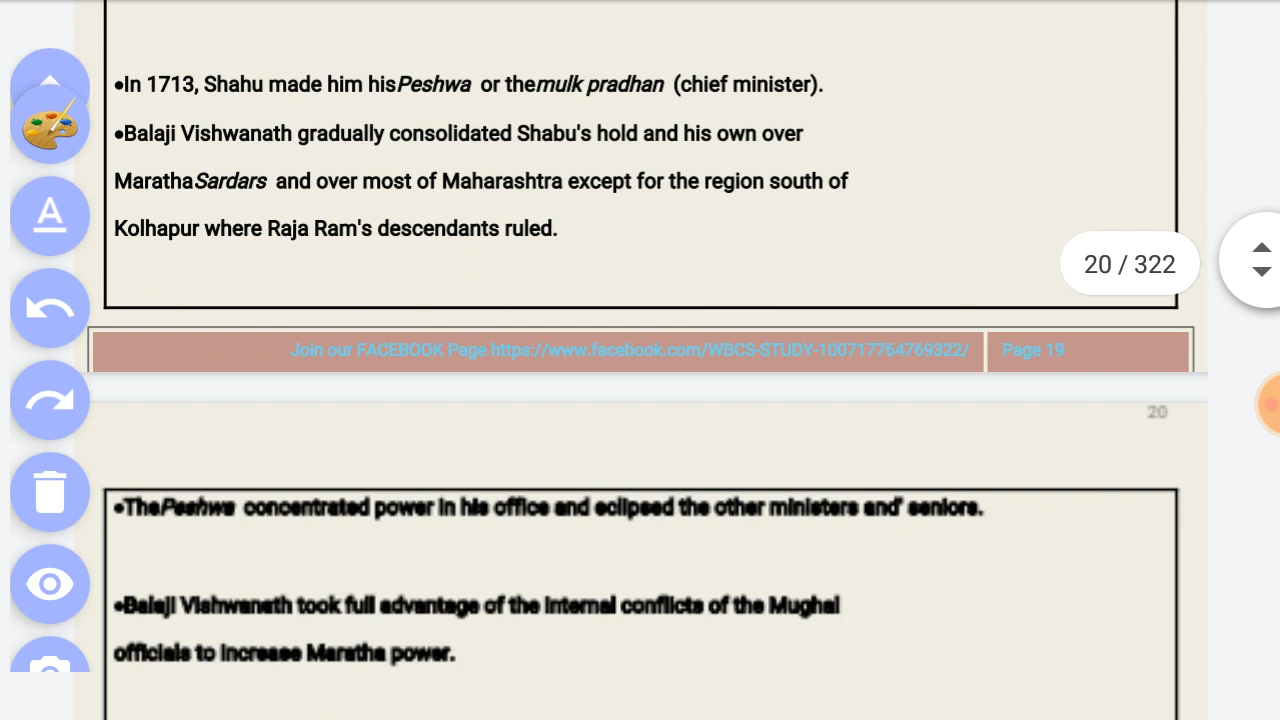 •In 1713, Shahu made him his Peshwa or the mulk pradhan (chief minister).
•Balaji Vishwanath gradually consolidated Shabu's hold and his own over
Maratha Sardars and over most of Maharashtra except for the region south of
Kolhapur where Raja Ram's descendants ruled.
20 / 322
Join our FACEBOOK Page https://www.facebook.com/WBCS-STUDY-100717764769322/ Page 19
20
•The Peshwa concentrated power in his office and eclipsed the other ministers and' seniors.
•Balaji Vishwanath took full advantage of the internal conflicts of the Mughal
officials to increase Maratha power.
A